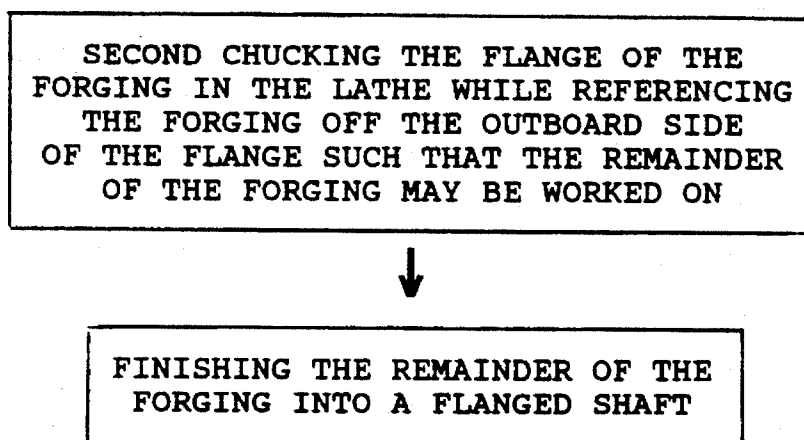 SECOND CHUCKING THE FLANGE OF THE
FORGING IN THE LATHE WHILE REFERENCING
THE FORGING OFF THE OUTBOARD SIDE
OF THE FLANGE SUCH THAT THE REMAINDER
OF THE FORGING MAY BE WORKED ON
FINISHING THE REMAINDER OF THE
FORGING INTO A FLANGED SHAFT